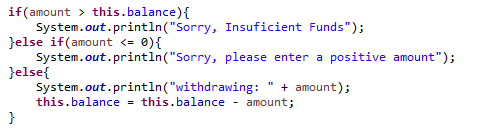 if(amount > this.balance){
    System.out.println("Sorry, Insuficient Funds");
}else if(amount <= 0){
    System.out.println("Sorry, please enter a positive amount");
}else{
    System.out.println("withdrawing: " + amount);
    this.balance = this.balance - amount;
}